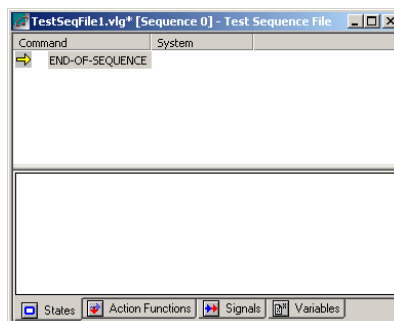 TestSeqFile1.vlg* [Sequence 0] - Test Sequence File
Command System
END-OF-SEQUENCE
States Action Functions Signals Variables